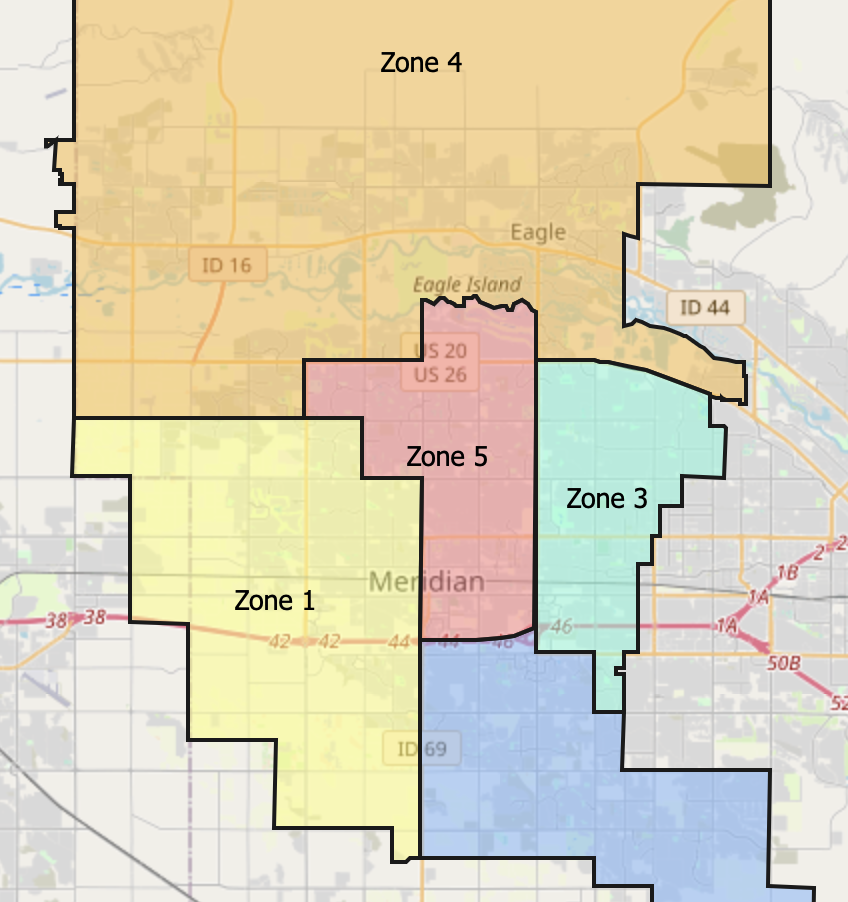 Zone 4
Eagle
ID 16
Eagle Island
ID 44
US 20
US 26
Zone 5
Zone 3
2
1B
Meridian
1A
Zone 1
38
38
46
1A
42
42
44
44
46
50B
52
ID 69